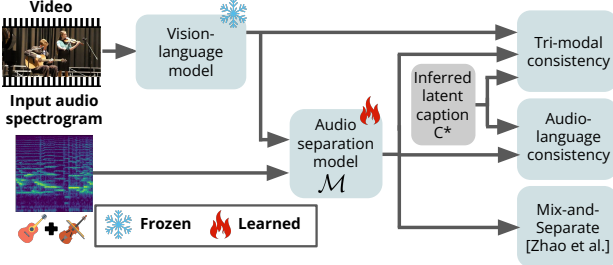 Video
Vision-
language
model
Input audio
spectrogram
Audio
separation
model
M
Inferred
latent
caption
C*
Tri-modal
consistency
Audio-
language
consistency
Mix-and-
Separate
[Zhao et al.]
Frozen
Learned